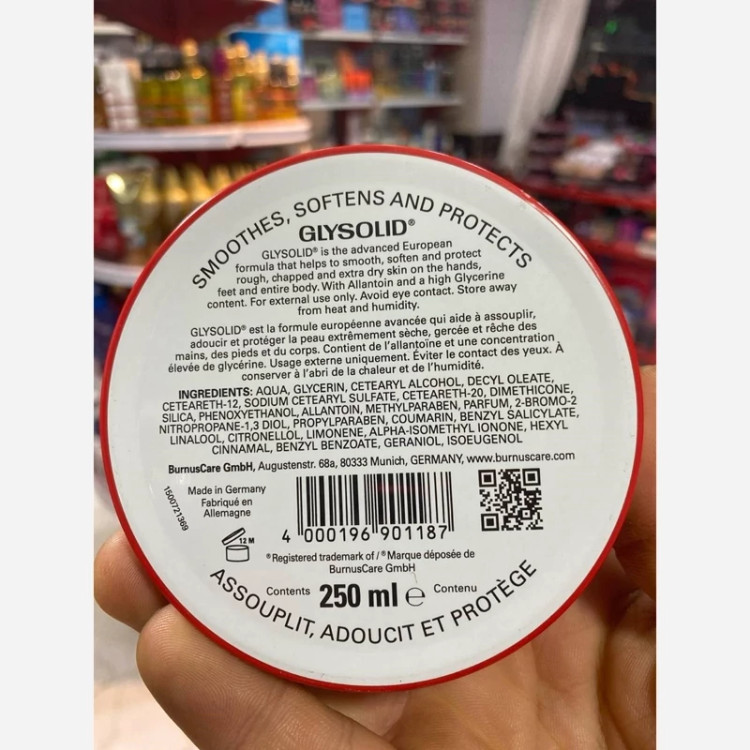 SMOOTHES, SOFTENS AND PROTECTS
GLYSOLID®
GLYSOLID® is the advanced European
formula that helps to smooth, soften and protect
rough, chapped and extra dry skin on the hands,
feet and entire body. With Allantoin and a high Glycerine
content. For external use only. Avoid eye contact. Store away
from heat and humidity.
GLYSOLID® est la formule européenne avancée qui aide à assouplir,
adoucir et protéger la peau extrêmement sèche, gercée et rêche des
mains, des pieds et du corps. Contient de l'allantoïne et une concentration
élevée de glycérine. Usage externe uniquement. Éviter le contact des yeux. À
conserver à l'abri de la chaleur et de l'humidité.
INGREDIENTS: AQUA, GLYCERIN, CETEARYL ALCOHOL, DECYL OLEATE,
CETEARETH-12, SODIUM CETEARYL SULFATE, CETEARETH-20, DIMETHICONE,
SILICA, PHENOXYETHANOL, ALLANTOIN, METHYLPARABEN, PARFUM, 2-BROMO-2
NITROPROPANE-1,3 DIOL, PROPYLPARABEN, COUMARIN, BENZYL SALICYLATE,
LINALOOL, CITRONELLOL, LIMONENE, ALPHA-ISOMETHYL IONONE, HEXYL
CINNAMAL, BENZYL BENZOATE, GERANIOL, ISOEUGENOL
BurnusCare GmbH, Augustenstr. 68a, 80333 Munich, GERMANY, www.burnuscare.com
1500721369
Made in Germany
Fabriqué en
Allemagne
12 M
4 000196 901187
®Registered trademark of / ®Marque déposée de
BurnusCare GmbH
Contents 250 ml ℮ Contenu
ASSOUPLIT, ADOUCIT ET PROTÈGE